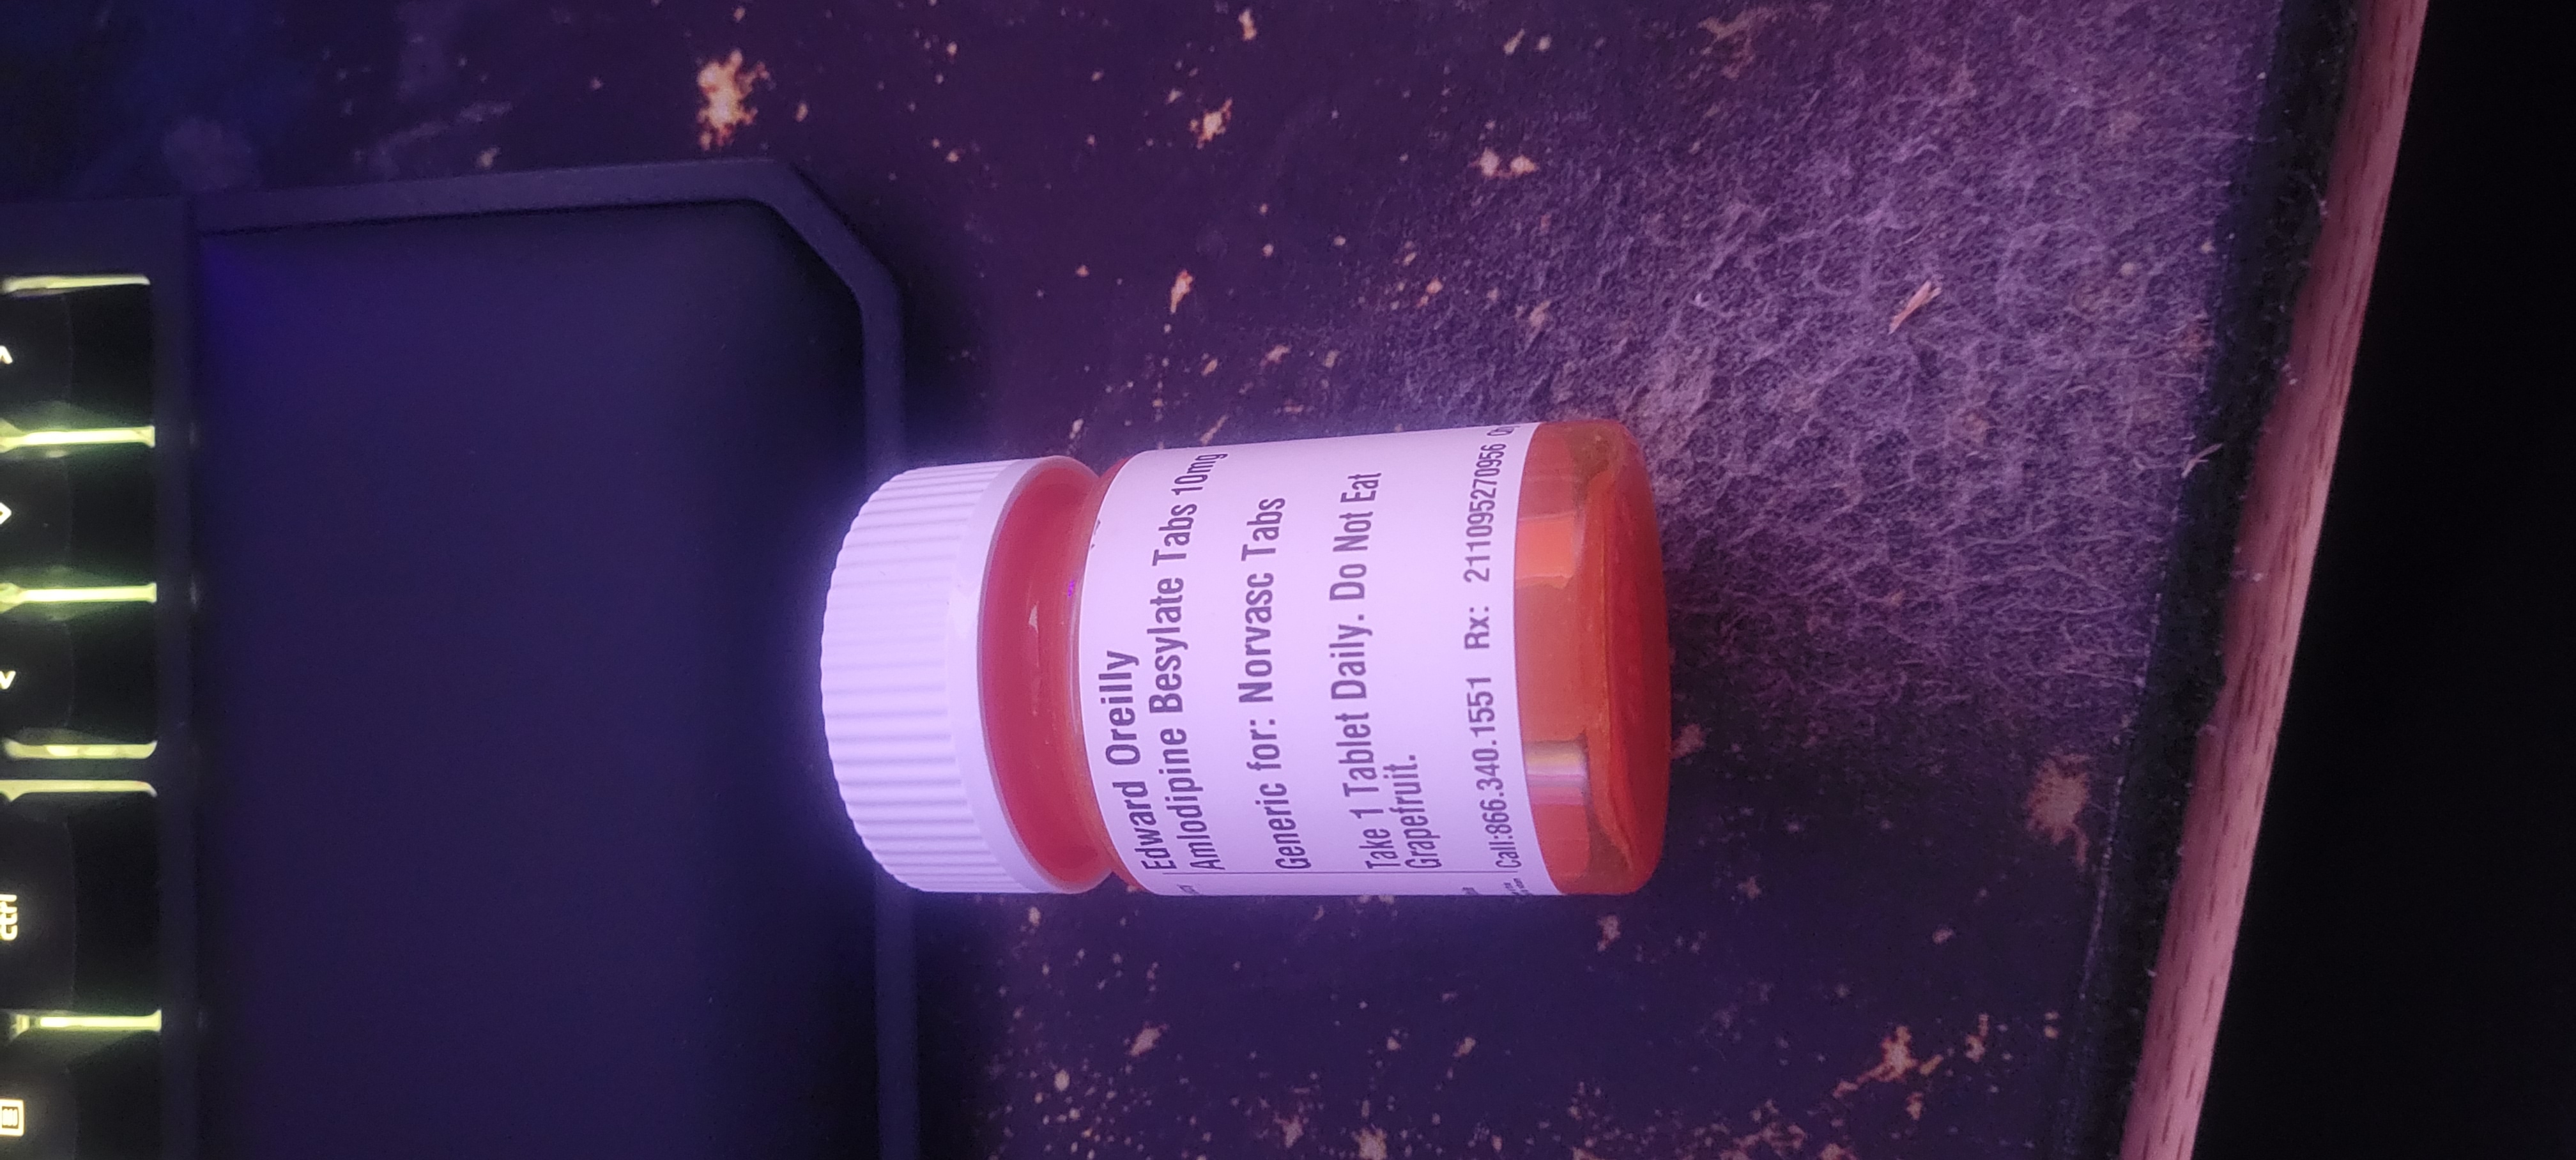 ctrl
Edward Oreilly
Amlodipine Besylate Tabs 10mg
Generic for: Norvasc Tabs
Take 1 Tablet Daily. Do Not Eat
Grapefruit.
Call:866.340.1551 Rx: 211095270956